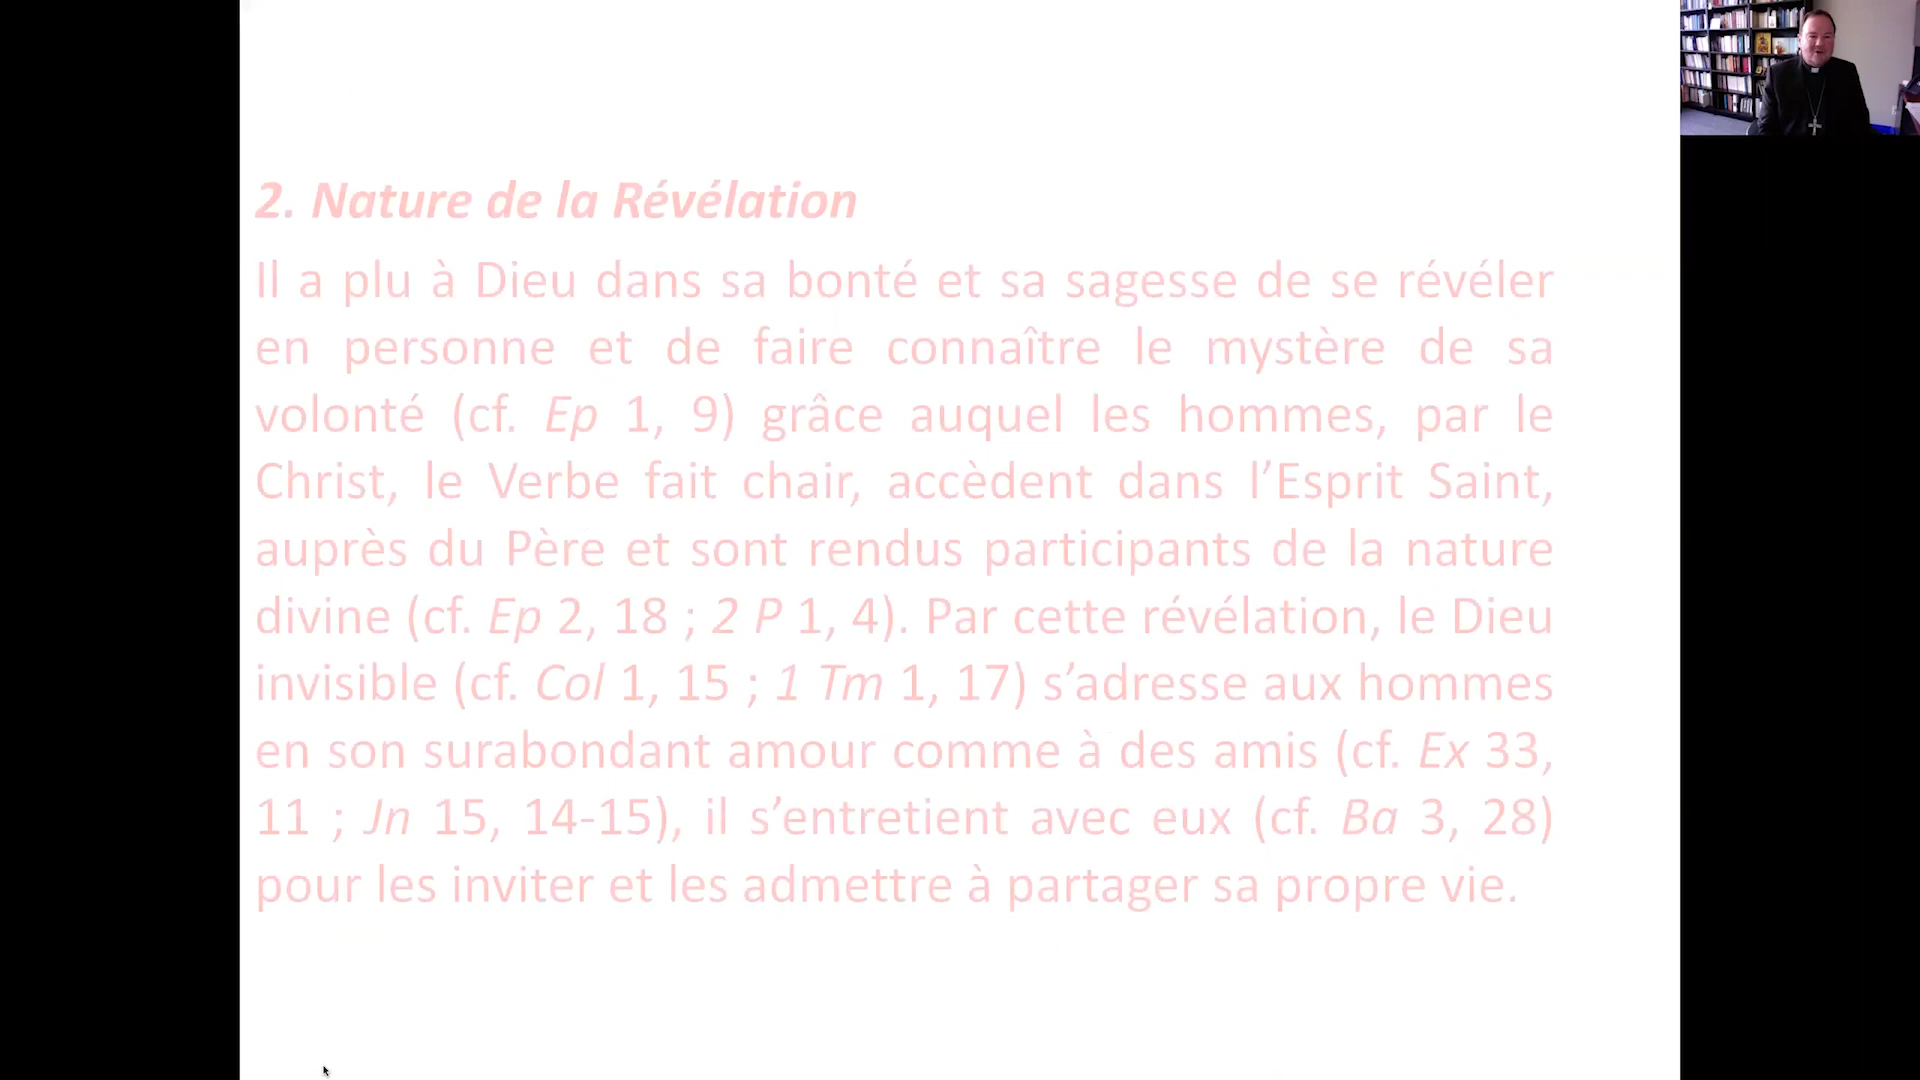 2. Nature de la Révélation
Il a plu à Dieu dans sa bonté et sa sagesse de se révéler
en personne et de faire connaître le mystère de sa
volonté (cf. Ep 1, 9) grâce auquel les hommes, par le
Christ, le Verbe fait chair, accèdent dans l’Esprit Saint,
auprès du Père et sont rendus participants de la nature
divine (cf. Ep 2, 18 ; 2 P 1, 4). Par cette révélation, le Dieu
invisible (cf. Col 1, 15 ; 1 Tm 1, 17) s’adresse aux hommes
en son surabondant amour comme à des amis (cf. Ex 33,
11 ; Jn 15, 14-15), il s’entretient avec eux (cf. Ba 3, 28)
pour les inviter et les admettre à partager sa propre vie.